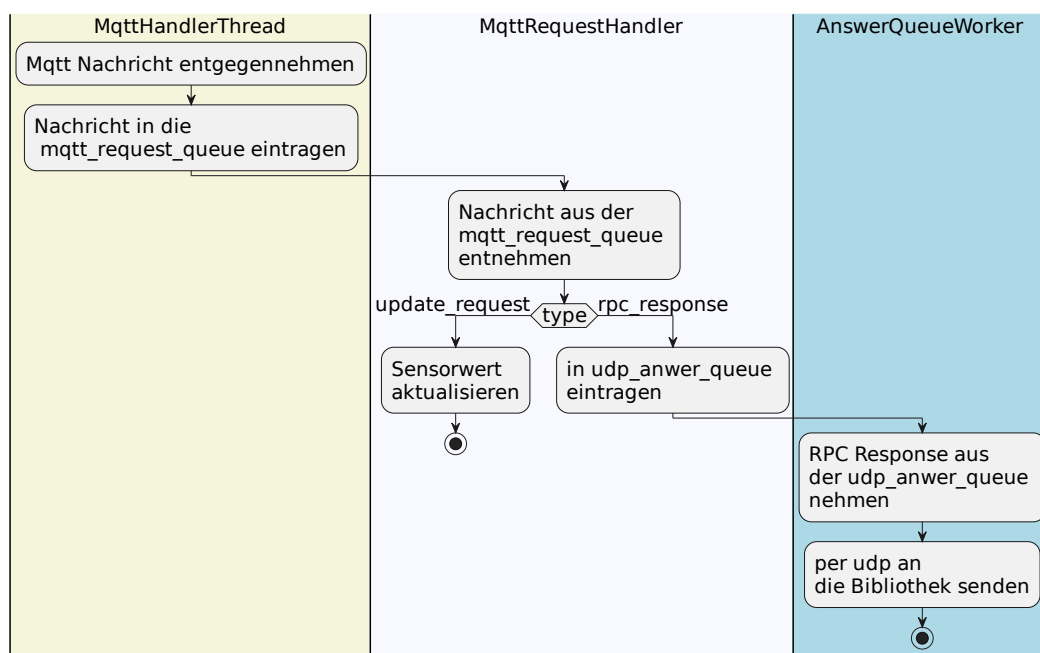 MqttHandlerThread
MqttRequestHandler
AnswerQueueWorker
Mqtt Nachricht entgegennehmen
Nachricht in die
mqtt_request_queue eintragen
Nachricht aus der
mqtt_request_queue
entnehmen
update_request
type
rpc_response
Sensorwert
aktualisieren
in udp_anwer_queue
eintragen
RPC Response aus
der udp_anwer_queue
nehmen
per udp an
die Bibliothek senden